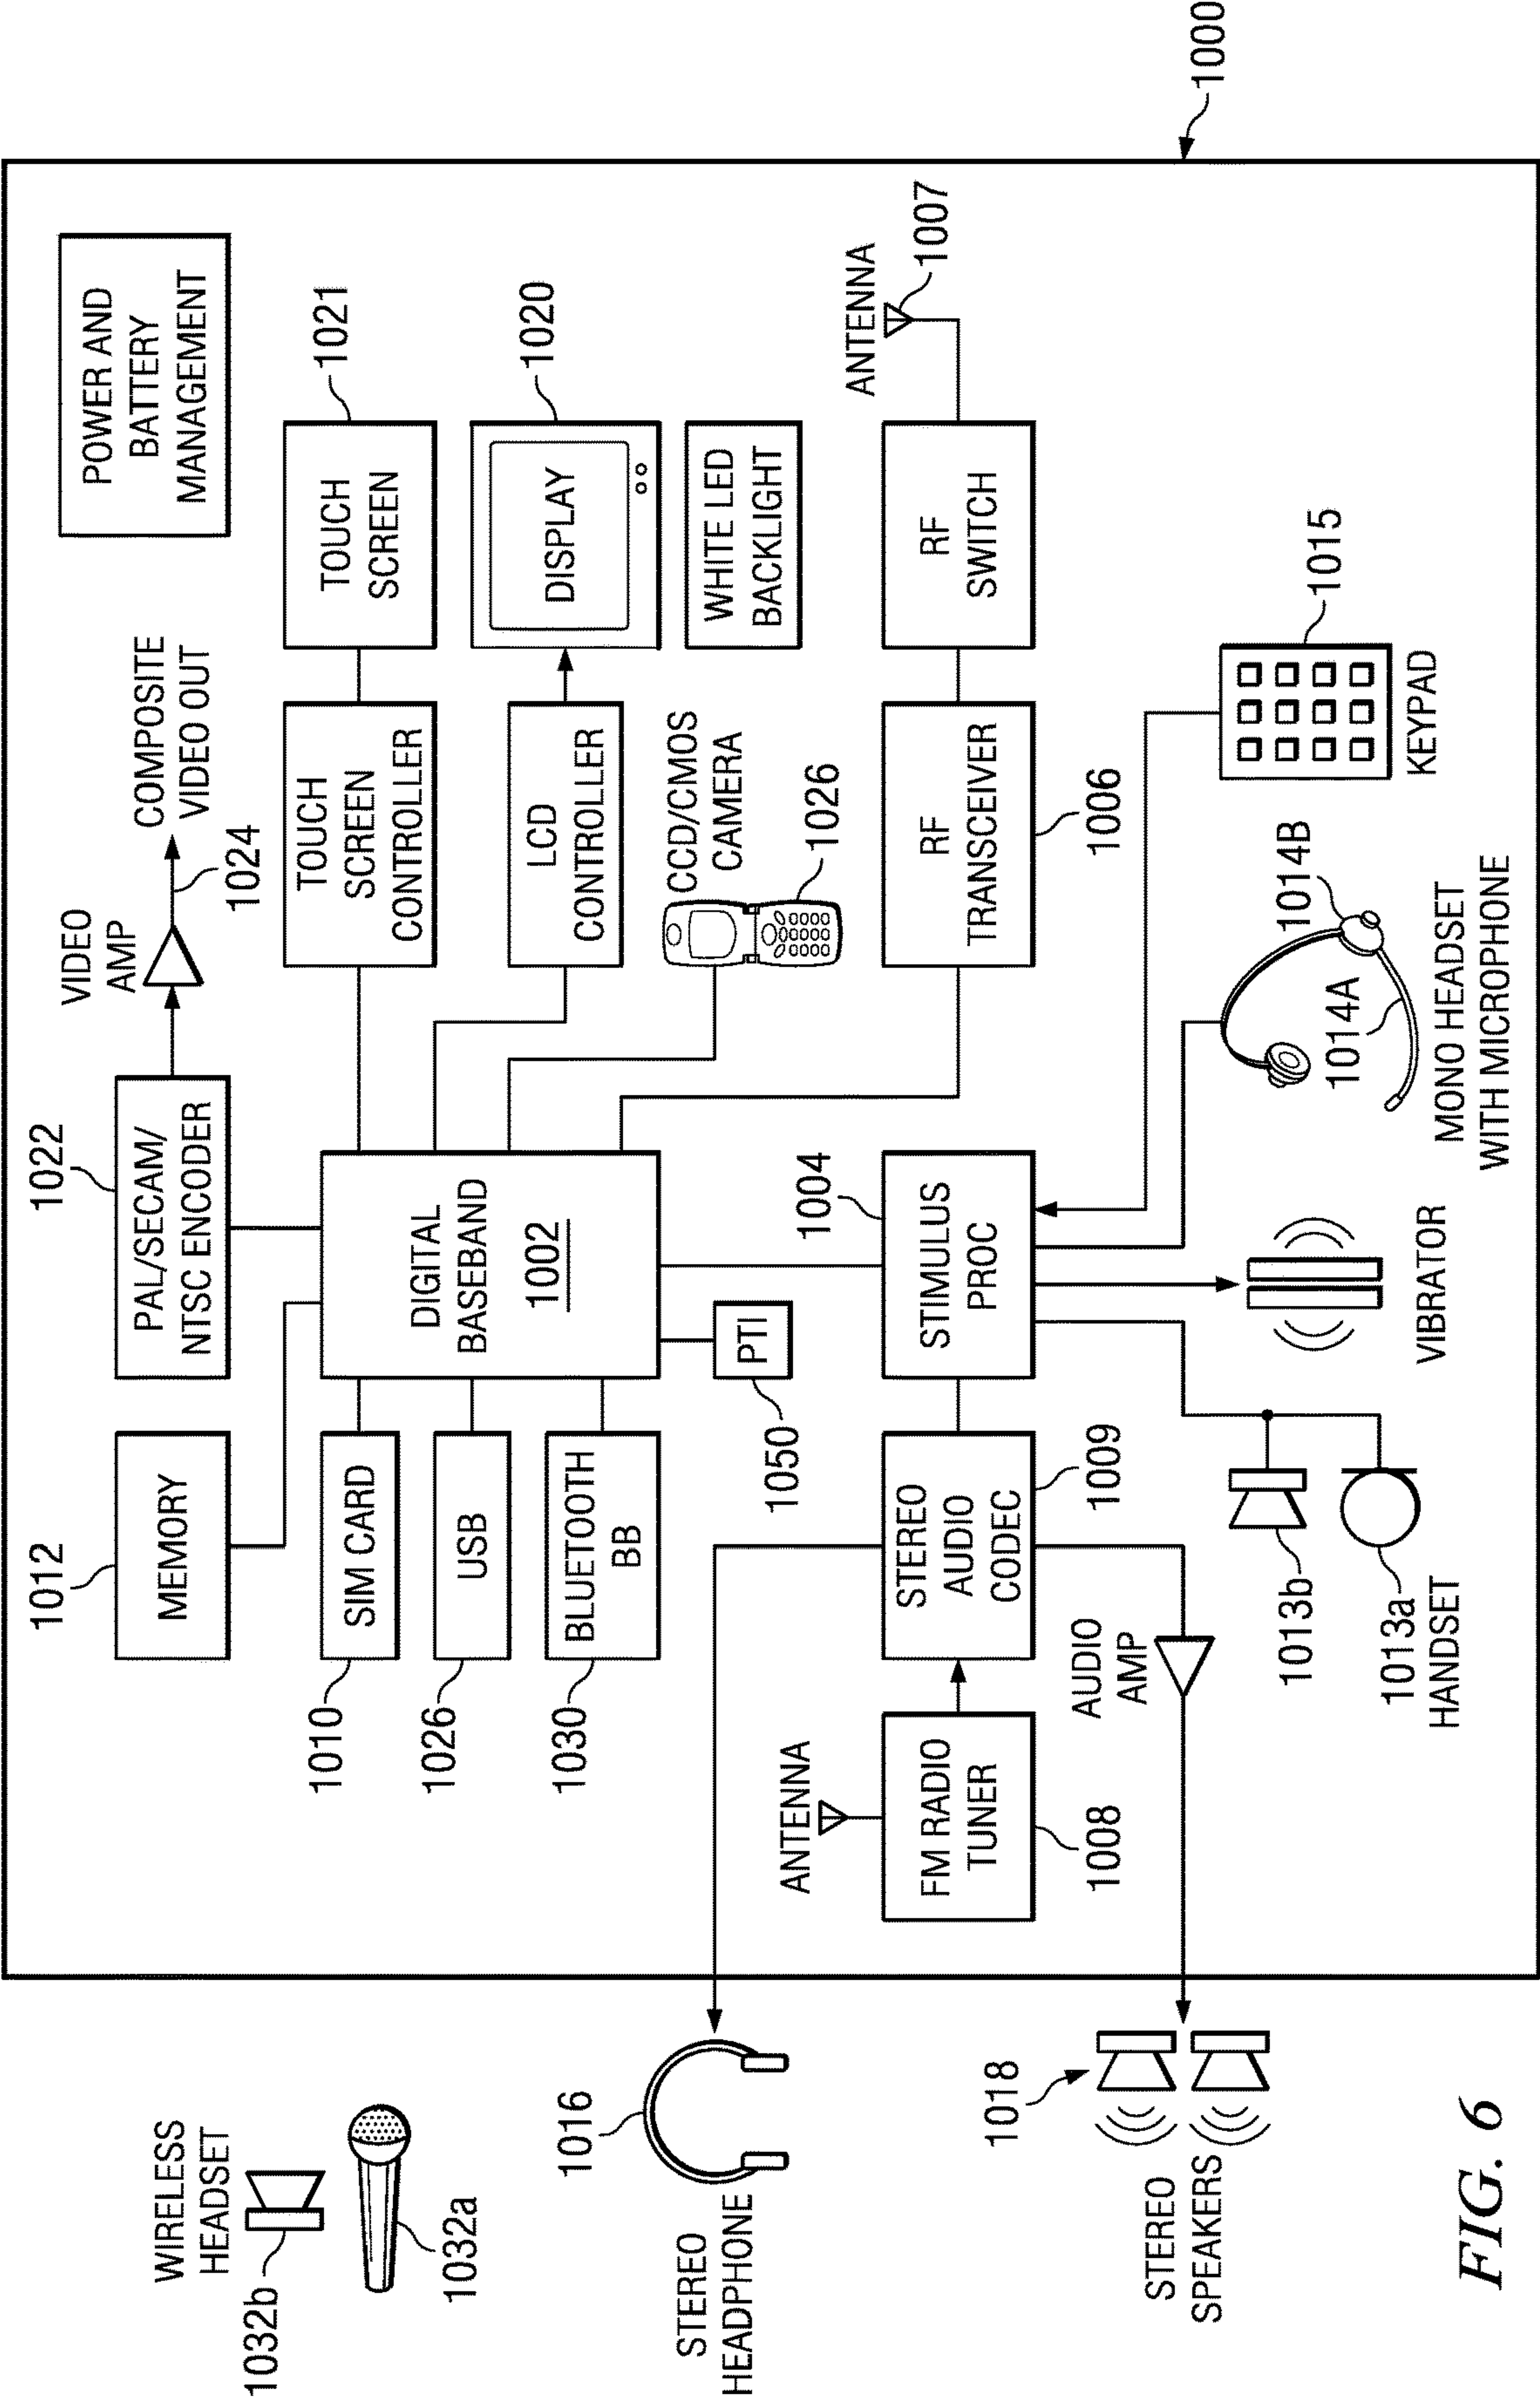 WIRELESS
HEADSET
1032b
1032a
1016
STEREO
HEADPHONE
1018
STEREO
SPEAKERS
1012
MEMORY
1022
PAL/SECAM/
NTSC ENCODER
VIDEO
AMP
1024
COMPOSITE
VIDEO OUT
POWER AND
BATTERY
MANAGEMENT
1010
SIM CARD
1026
USB
1030
BLUETOOTH
BB
DIGITAL
BASEBAND
1002
PTI
1050
TOUCH
SCREEN
CONTROLLER
TOUCH
SCREEN
1021
LCD
CONTROLLER
DISPLAY
1020
CCD/CMOS
CAMERA
1026
WHITE LED
BACKLIGHT
ANTENNA
FM RADIO
TUNER
1008
STEREO
AUDIO
CODEC
1009
AUDIO
AMP
1004
STIMULUS
PROC
RF
TRANSCEIVER
1006
RF
SWITCH
ANTENNA
1007
1013b
1013a
HANDSET
VIBRATOR
1014A
1014B
MONO HEADSET
WITH MICROPHONE
1015
KEYPAD
1000
FIG. 6